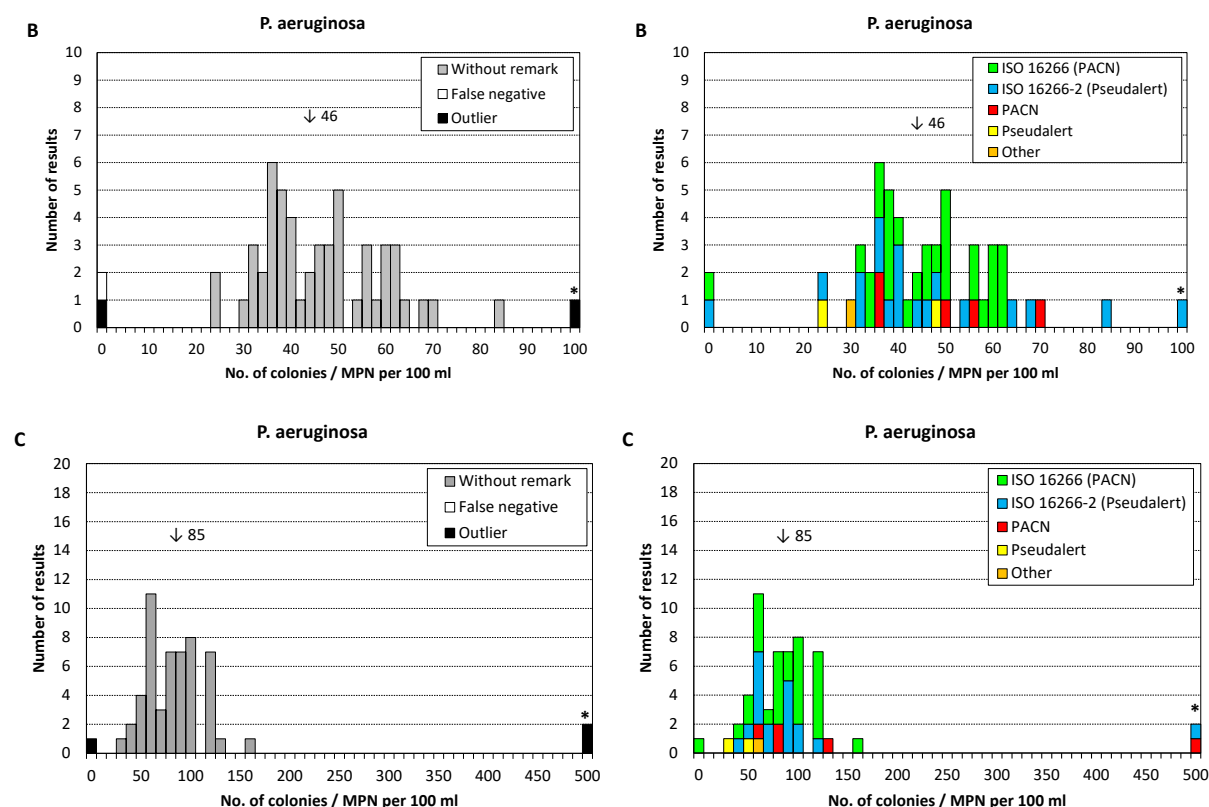 B
P. aeruginosa
Number of results
10
9
8
7
6
5
4
3
2
1
0
Without remark
False negative
Outlier
↓ 46
*
0 10 20 30 40 50 60 70 80 90 100
No. of colonies / MPN per 100 ml
B
P. aeruginosa
Number of results
10
9
8
7
6
5
4
3
2
1
0
ISO 16266 (PACN)
ISO 16266-2 (Pseudalert)
PACN
Pseudalert
Other
↓ 46
*
0 10 20 30 40 50 60 70 80 90 100
No. of colonies / MPN per 100 ml
C
P. aeruginosa
Number of results
20
18
16
14
12
10
8
6
4
2
0
Without remark
False negative
Outlier
↓ 85
*
0 50 100 150 200 250 300 350 400 450 500
No. of colonies / MPN per 100 ml
C
P. aeruginosa
Number of results
20
18
16
14
12
10
8
6
4
2
0
ISO 16266 (PACN)
ISO 16266-2 (Pseudalert)
PACN
Pseudalert
Other
↓ 85
*
0 50 100 150 200 250 300 350 400 450 500
No. of colonies / MPN per 100 ml